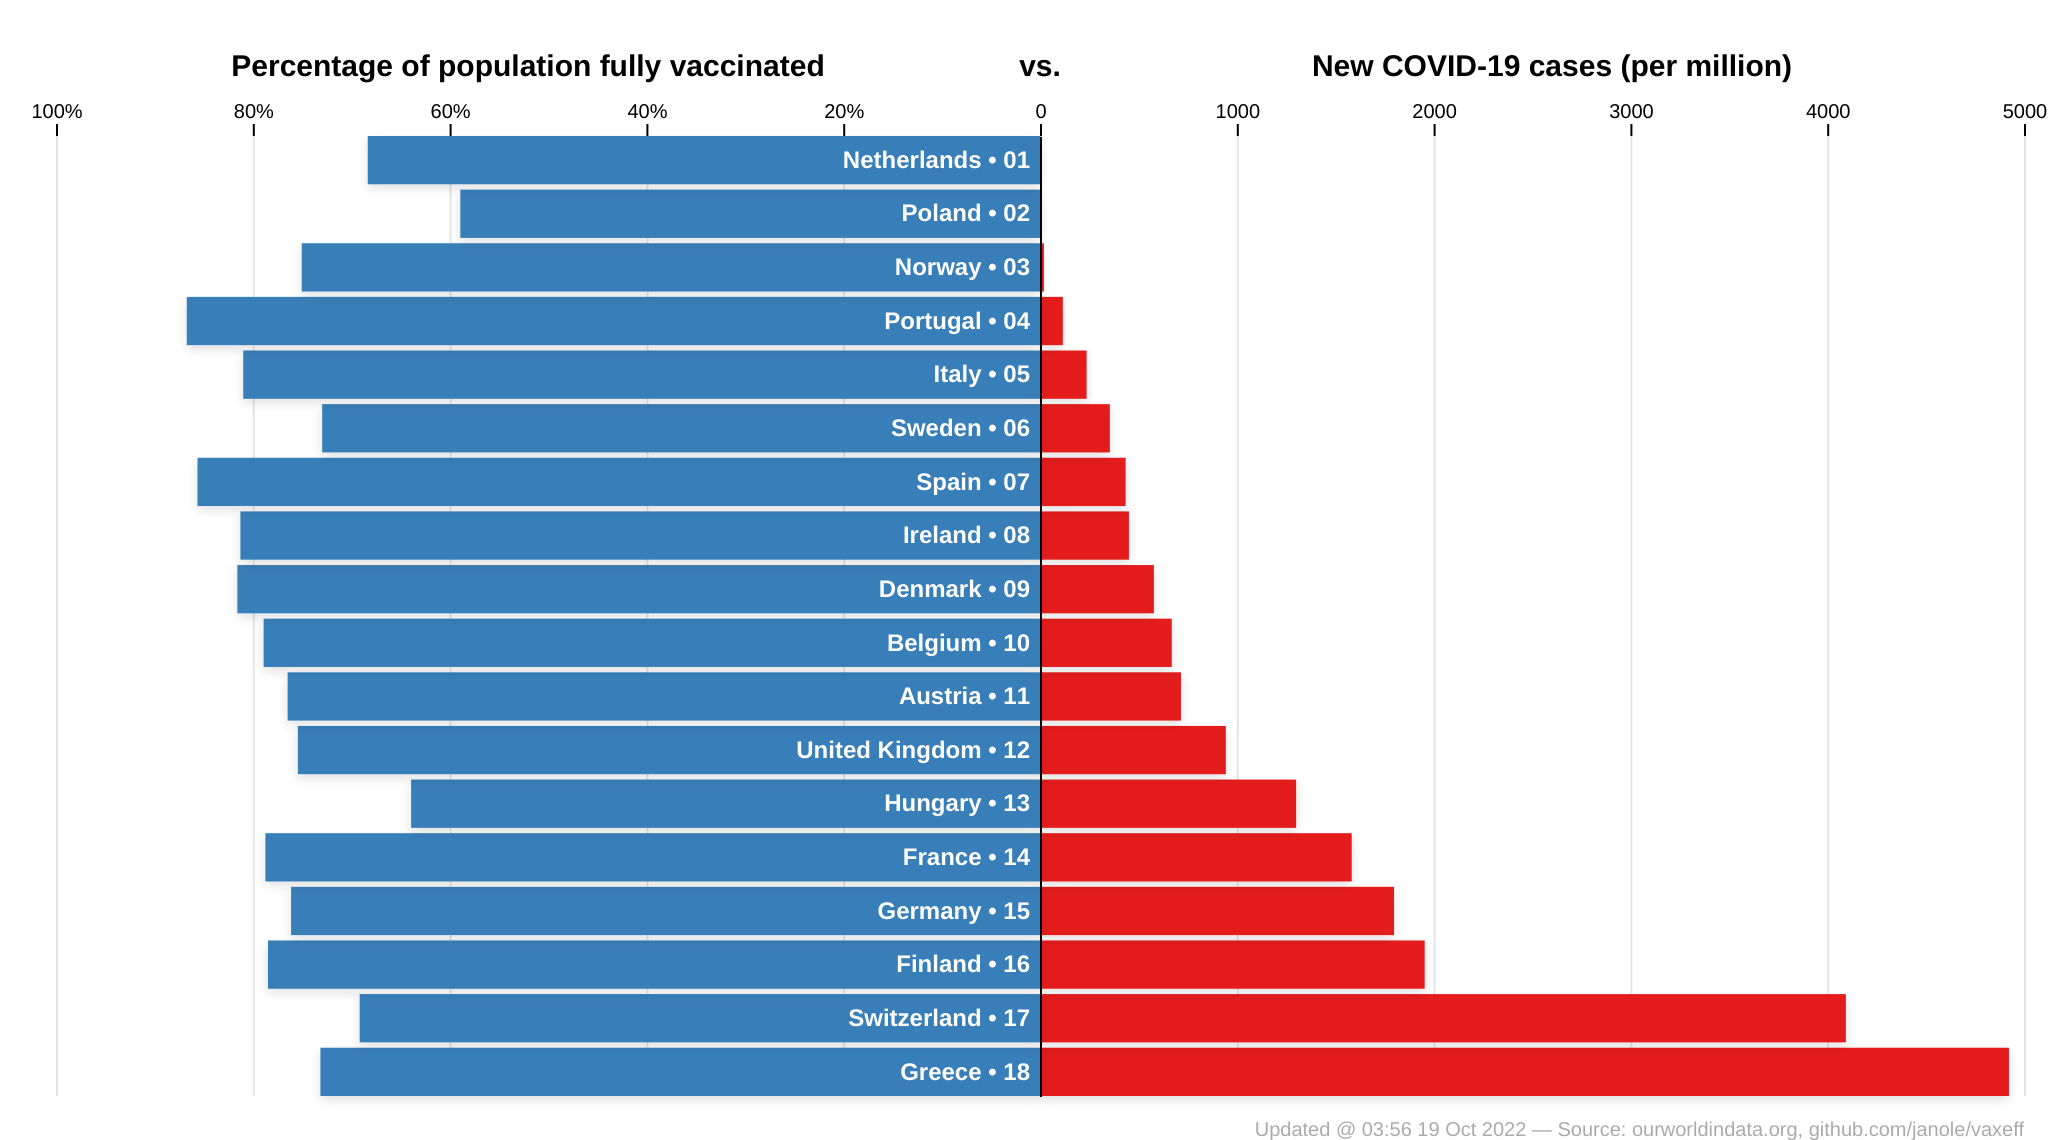 Percentage of population fully vaccinated vs. New COVID-19 cases (per million)
100% 80% 60% 40% 20% 0 1000 2000 3000 4000 5000
Netherlands • 01
Poland • 02
Norway • 03
Portugal • 04
Italy • 05
Sweden • 06
Spain • 07
Ireland • 08
Denmark • 09
Belgium • 10
Austria • 11
United Kingdom • 12
Hungary • 13
France • 14
Germany • 15
Finland • 16
Switzerland • 17
Greece • 18
Updated @ 03:56 19 Oct 2022 — Source: ourworldindata.org, github.com/janole/vaxeff